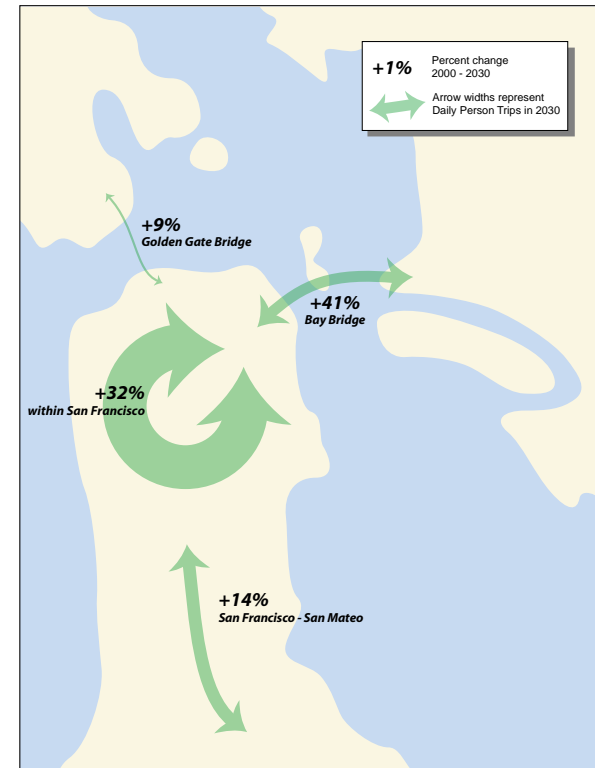 +1%
Percent change
2000 - 2030
Arrow widths represent
Daily Person Trips in 2030
+9%
Golden Gate Bridge
+41%
Bay Bridge
+32%
within San Francisco
+14%
San Francisco - San Mateo